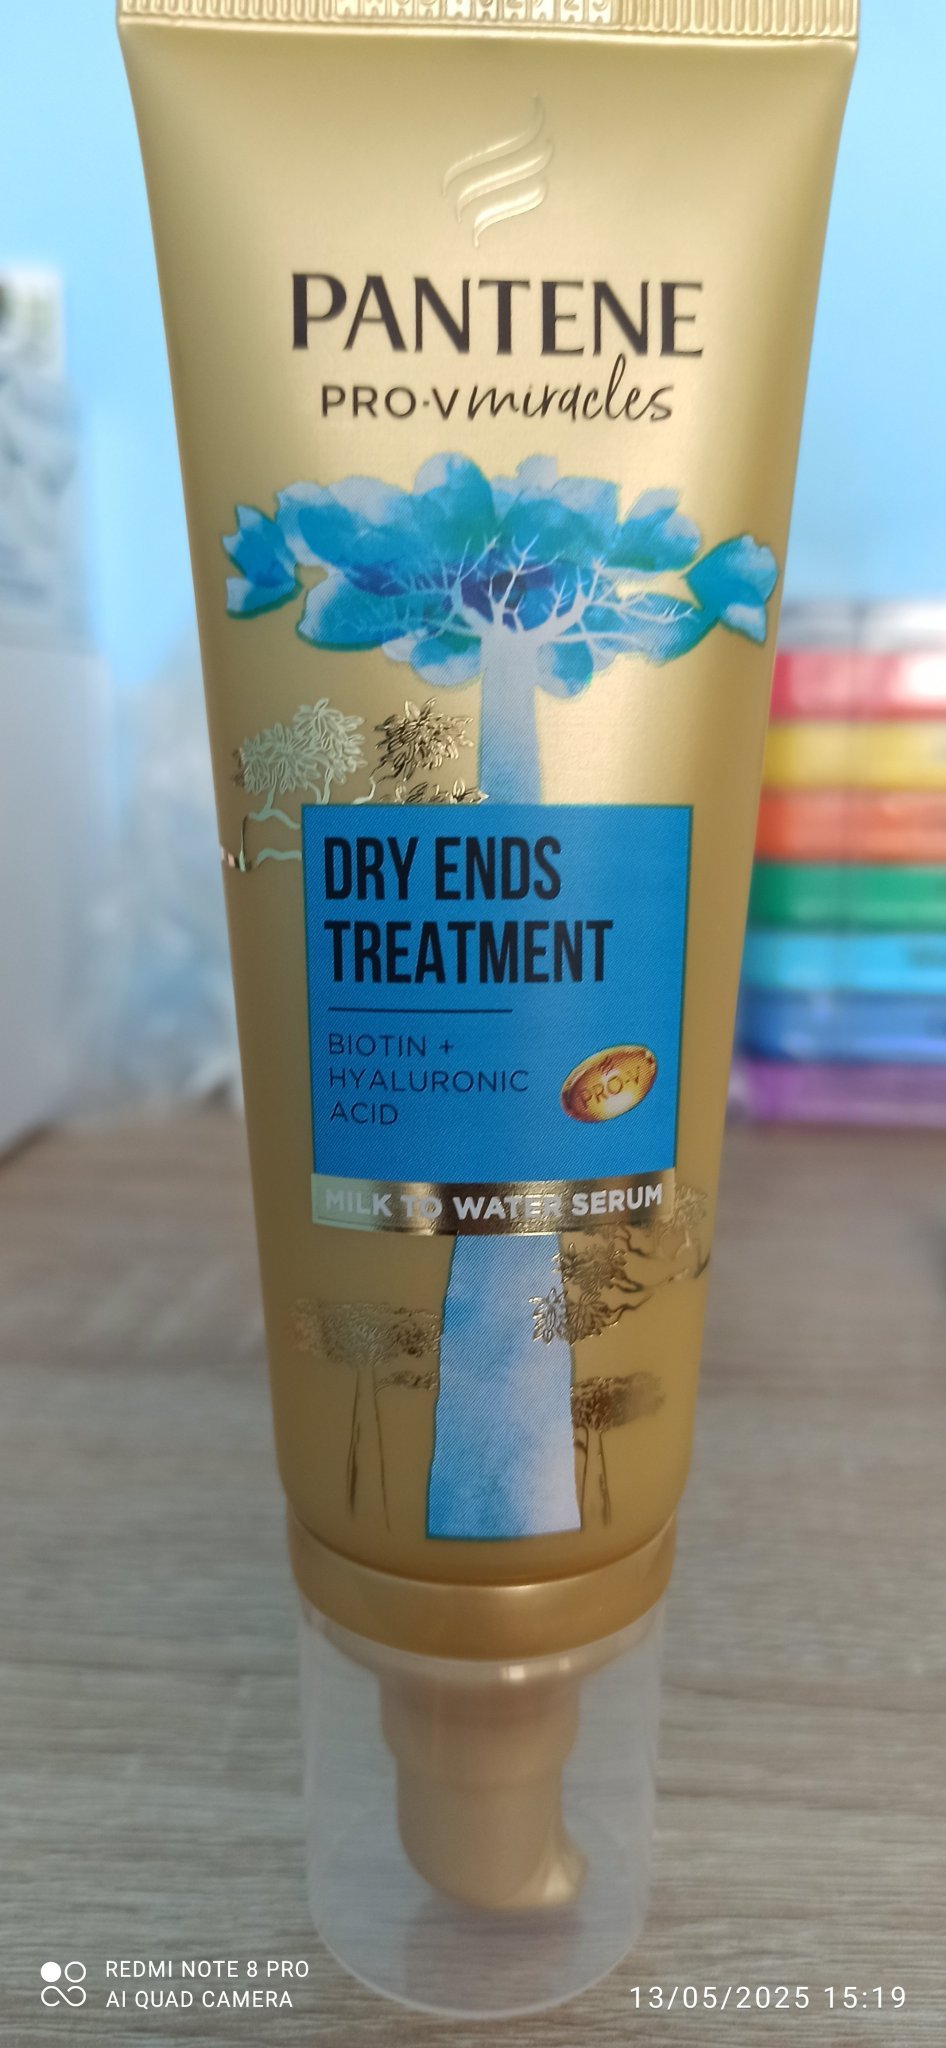 PANTENE
PRO-V miracles
DRY ENDS
TREATMENT
BIOTIN +
HYALURONIC
ACID
PRO-V
MILK TO WATER SERUM
REDMI NOTE 8 PRO
AI QUAD CAMERA
13/05/2025 15:19